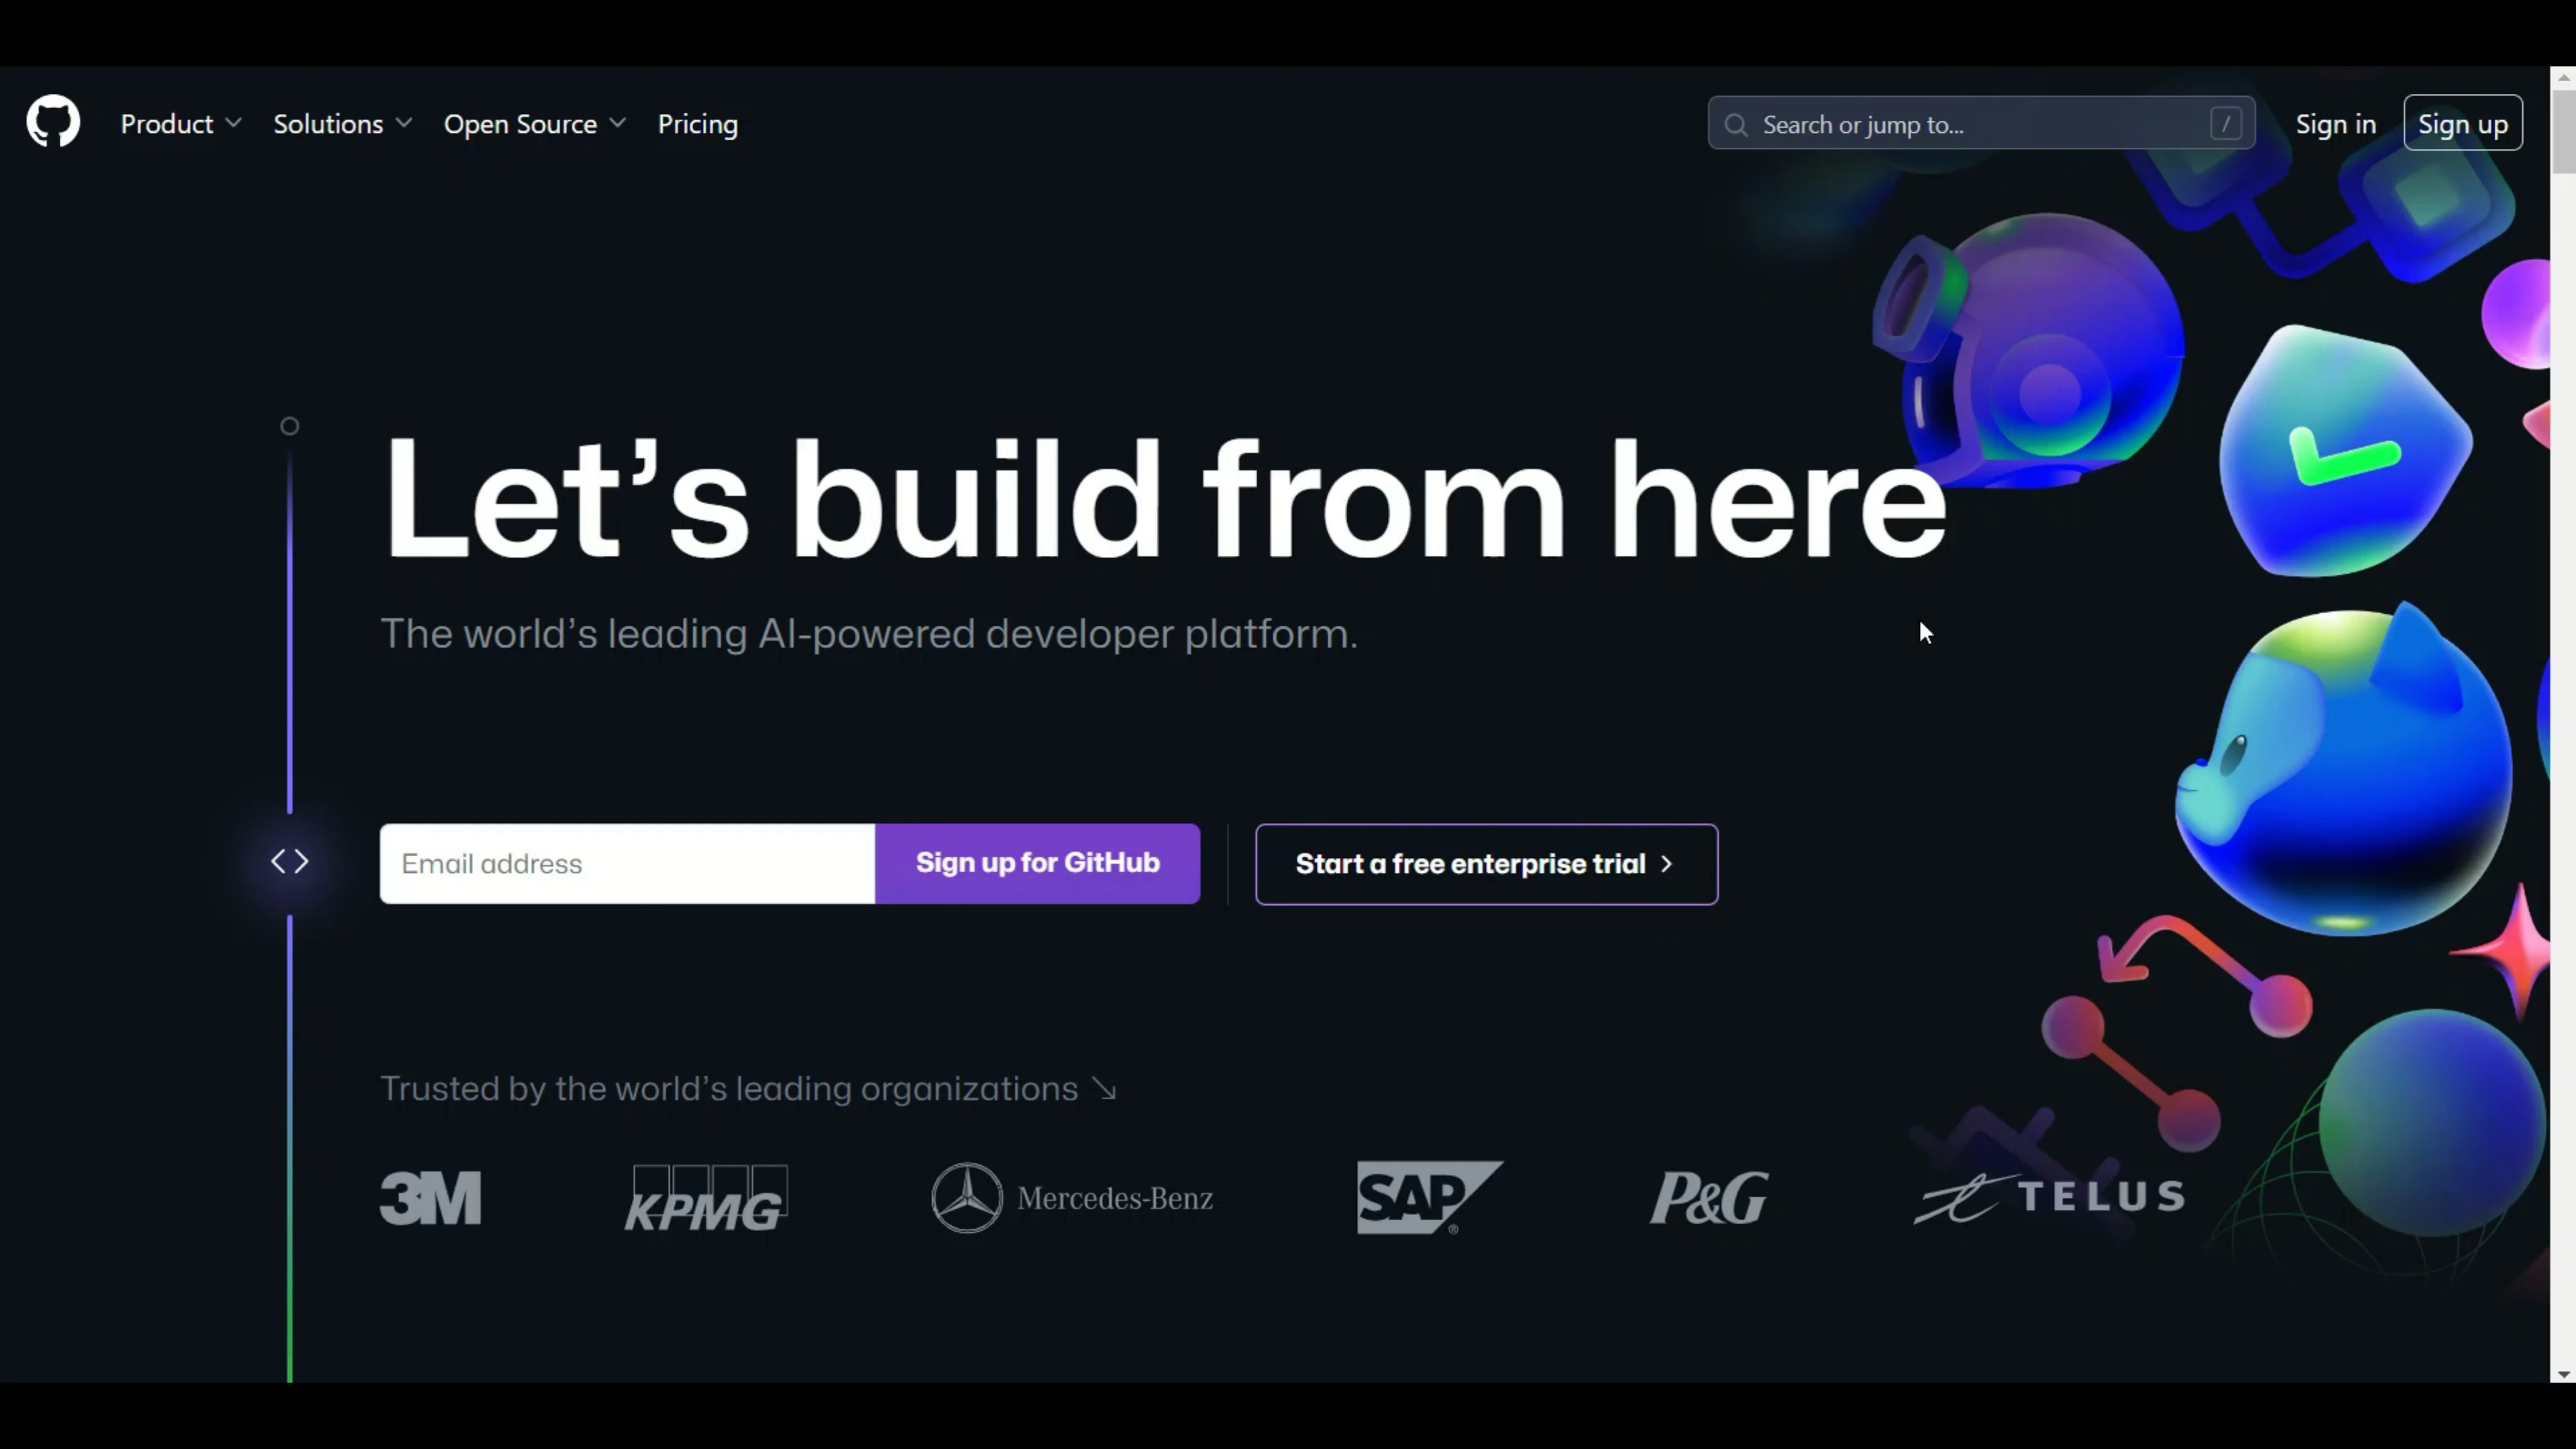 Product Solutions Open Source Pricing Search or jump to... / Sign in Sign up
Let’s build from here
The world’s leading AI-powered developer platform.
Email address Sign up for GitHub Start a free enterprise trial
Trusted by the world’s leading organizations
3M KPMG Mercedes-Benz SAP® P&G TELUS